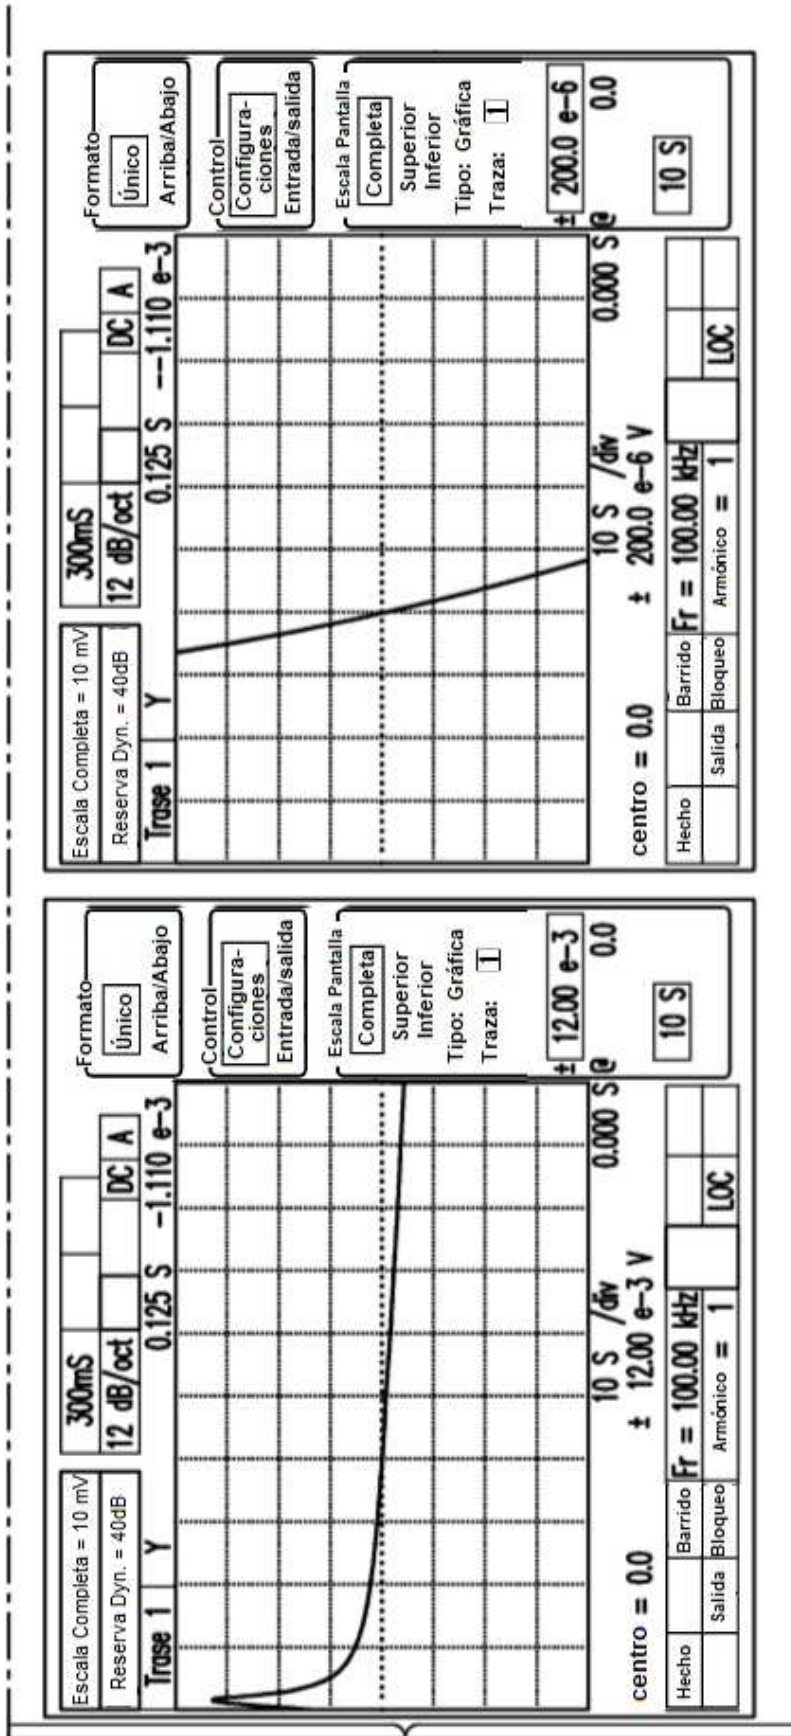 Escala Completa = 10 mV
300mS
Reserva Dyn. = 40dB
12 dB/oct
DC A
Trase 1 Y
0.125 S -1.110 e-3
Formato
Único
Arriba/Abajo
Control
Configura-
ciones
Entrada/salida
Escala Pantalla
Completa
Superior
Inferior
Tipo: Gráfica
Traza: 1
± 12.00 e-3
@ 0.0
10 S
10 S /div
0.000 S
centro = 0.0 ± 12.00 e-3 V
Hecho Barrido Fr = 100.00 kHz
Salida Bloqueo Armónico = 1 LOC
Escala Completa = 10 mV
300mS
Reserva Dyn. = 40dB
12 dB/oct
DC A
Trase 1 Y
0.125 S --1.110 e-3
Formato
Único
Arriba/Abajo
Control
Configura-
ciones
Entrada/salida
Escala Pantalla
Completa
Superior
Inferior
Tipo: Gráfica
Traza: 1
± 200.0 e-6
@ 0.0
10 S
10 S /div
0.000 S
centro = 0.0 ± 200.0 e-6 V
Hecho Barrido Fr = 100.00 kHz
Salida Bloqueo Armónico = 1 LOC